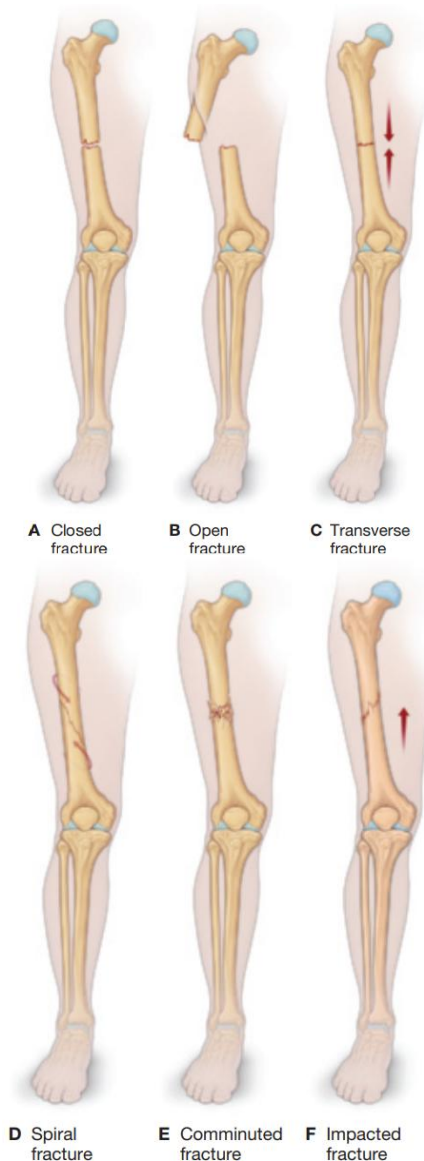 A Closed
fracture
B Open
fracture
C Transverse
fracture
D Spiral
fracture
E Comminuted
fracture
F Impacted
fracture